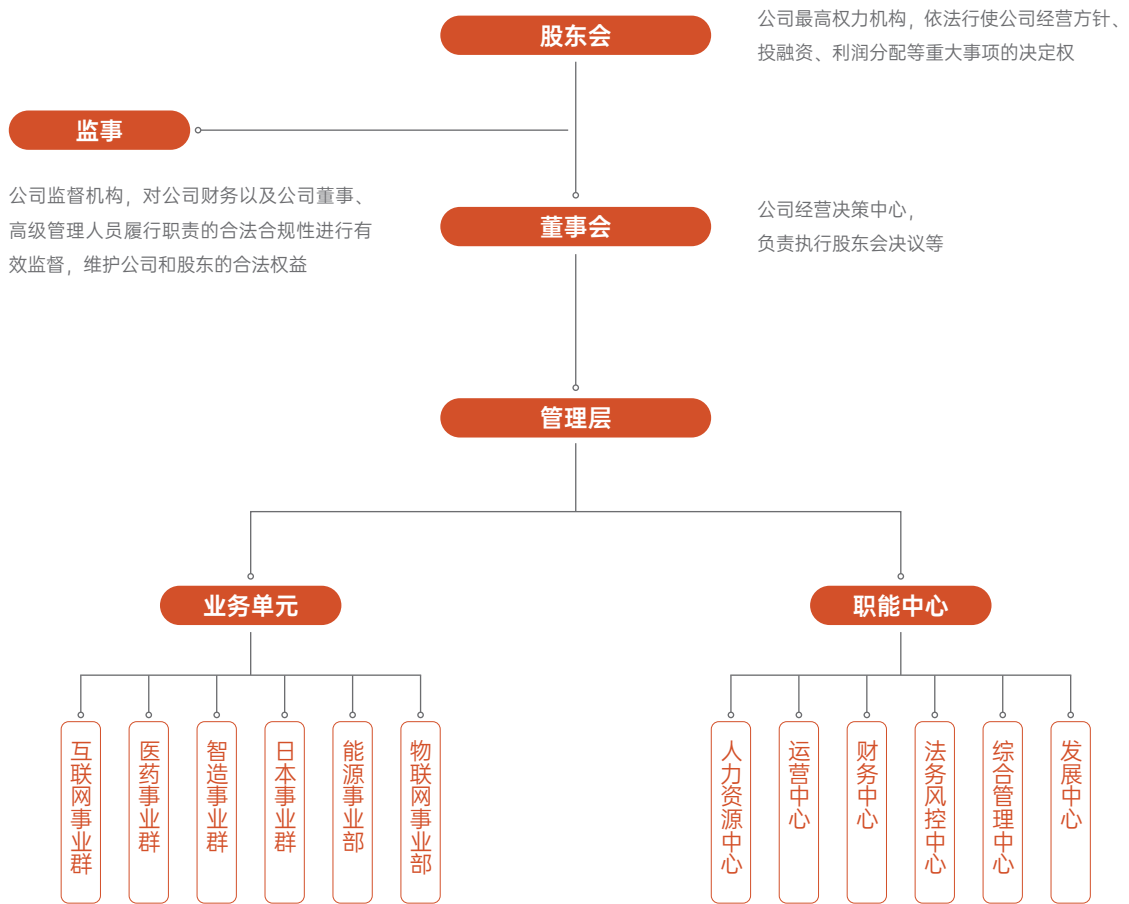 股东会
公司最高权力机构，依法行使公司经营方针、
投融资、利润分配等重大事项的决定权
监事
公司监督机构，对公司财务以及公司董事、
高级管理人员履行职责的合法合规性进行有
效监督，维护公司和股东的合法权益
董事会
公司经营决策中心，
负责执行股东会决议等
管理层
业务单元
职能中心
互联网事业群
医药事业群
智造事业群
日本事业群
能源事业部
物联网事业部
人力资源中心
运营中心
财务中心
法务风控中心
综合管理中心
发展中心